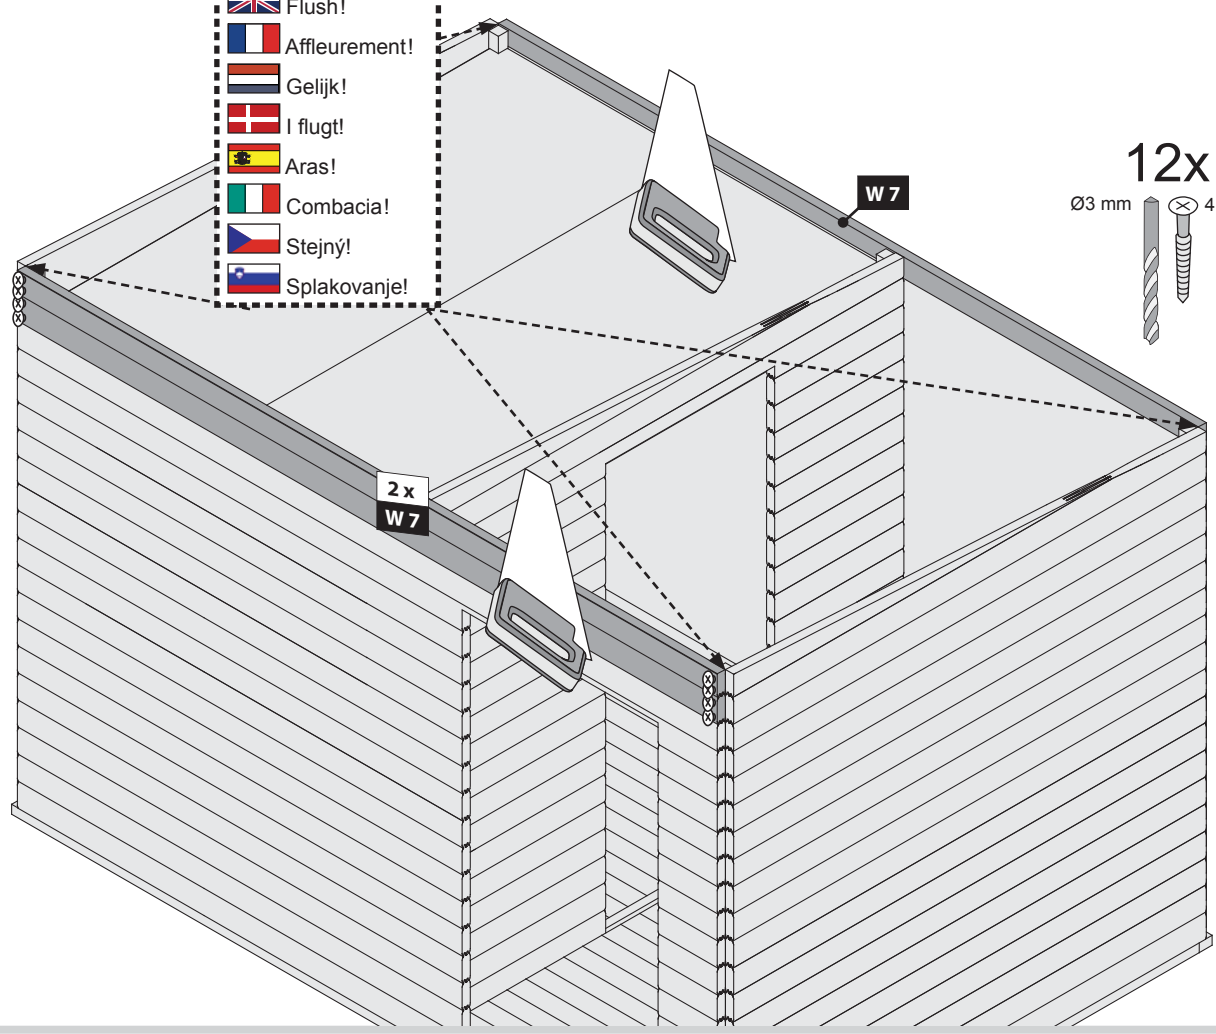 Flush!
Affleurement!
Gelijk!
I flugt!
Aras!
Combacia!
Stejný!
Splakovanje!
12x
Ø3 mm
4
W 7
2 x
W 7